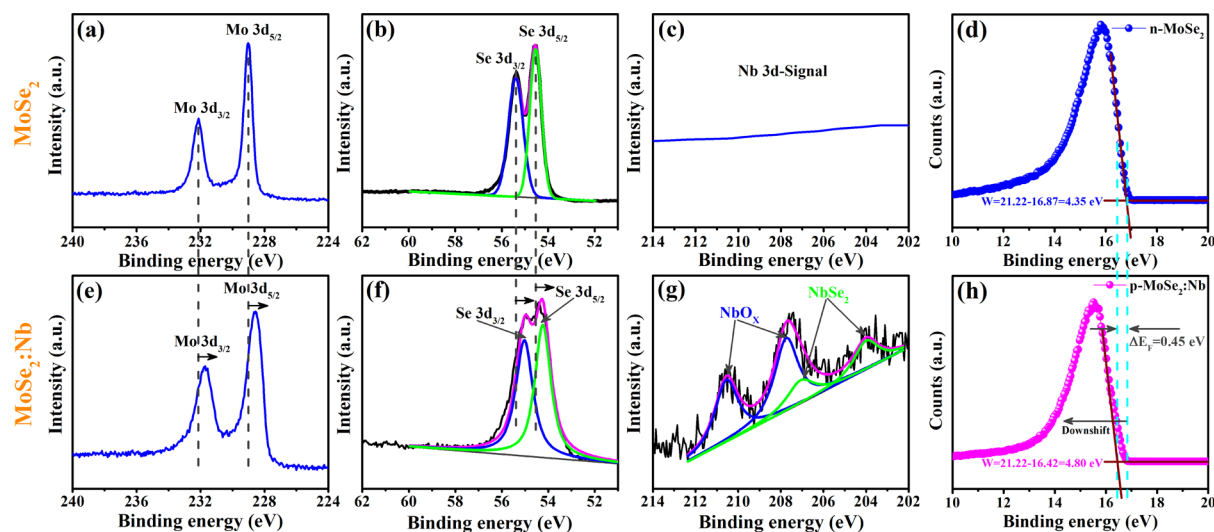 MoSe₂
(a)
Mo 3d₅/₂
Mo 3d₃/₂
Intensity (a.u.)
240 236 232 228 224
Binding energy (eV)
(b)
Se 3d₅/₂
Se 3d₃/₂
Intensity (a.u.)
62 60 58 56 54 52
Binding energy (eV)
(c)
Nb 3d-Signal
Intensity (a.u.)
214 212 210 208 206 204 202
Binding energy (eV)
(d)
n-MoSe₂
Counts (a.u.)
W=21.22-16.87=4.35 eV
10 12 14 16 18 20
Binding energy (eV)
MoSe₂:Nb
(e)
Mo 3d₅/₂
Mo 3d₃/₂
Intensity (a.u.)
240 236 232 228 224
Binding energy (eV)
(f)
Se 3d₅/₂
Se 3d₃/₂
Intensity (a.u.)
62 60 58 56 54 52
Binding energy (eV)
(g)
NbSe₂
NbOₓ
Intensity (a.u.)
214 212 210 208 206 204 202
Binding energy (eV)
(h)
p-MoSe₂:Nb
ΔE_F=0.45 eV
Counts (a.u.)
Downshift
W=21.22-16.42=4.80 eV
10 12 14 16 18 20
Binding energy (eV)